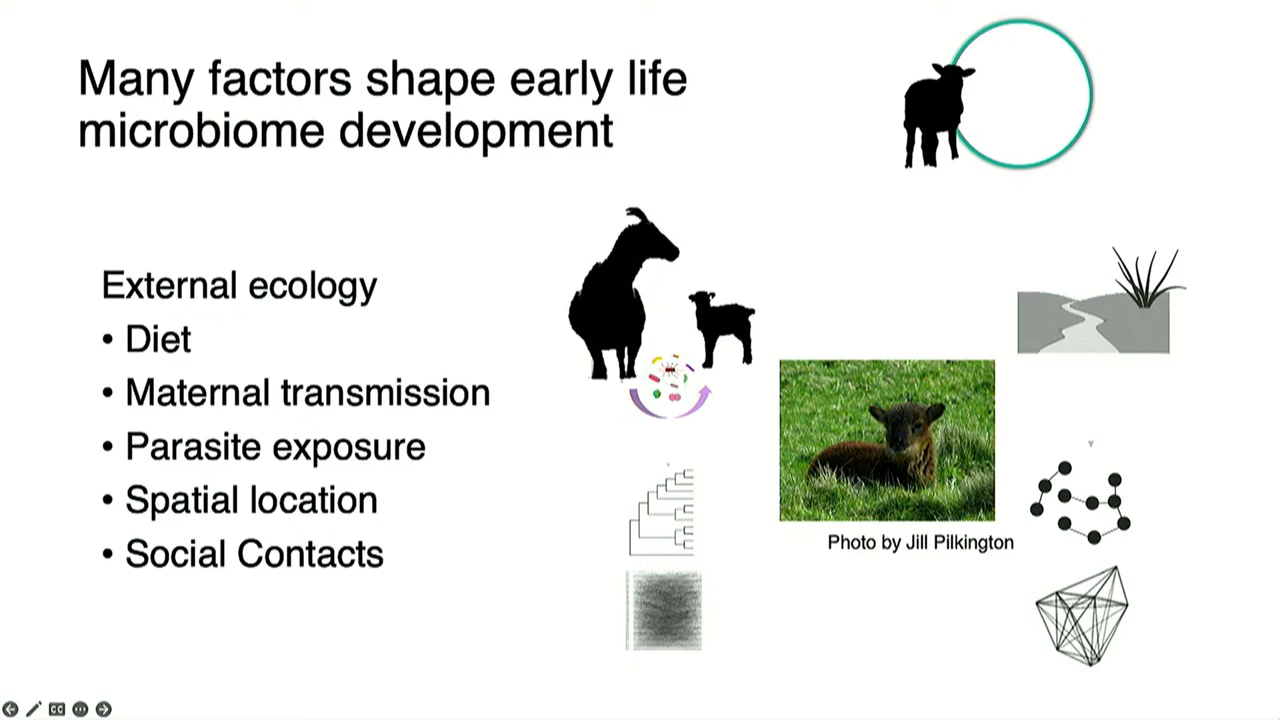 Many factors shape early life
microbiome development
External ecology
• Diet
• Maternal transmission
• Parasite exposure
• Spatial location
• Social Contacts
Photo by Jill Pilkington
CC